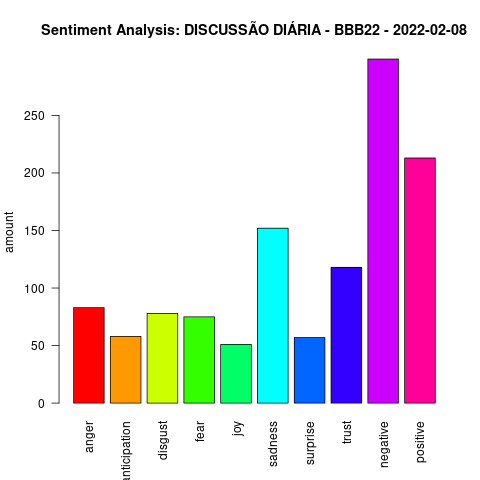 Sentiment Analysis: DISCUSSÃO DIÁRIA - BBB22 - 2022-02-08
amount
250
200
150
100
50
0
anger
nticipation
disgust
fear
joy
sadness
surprise
trust
negative
positive